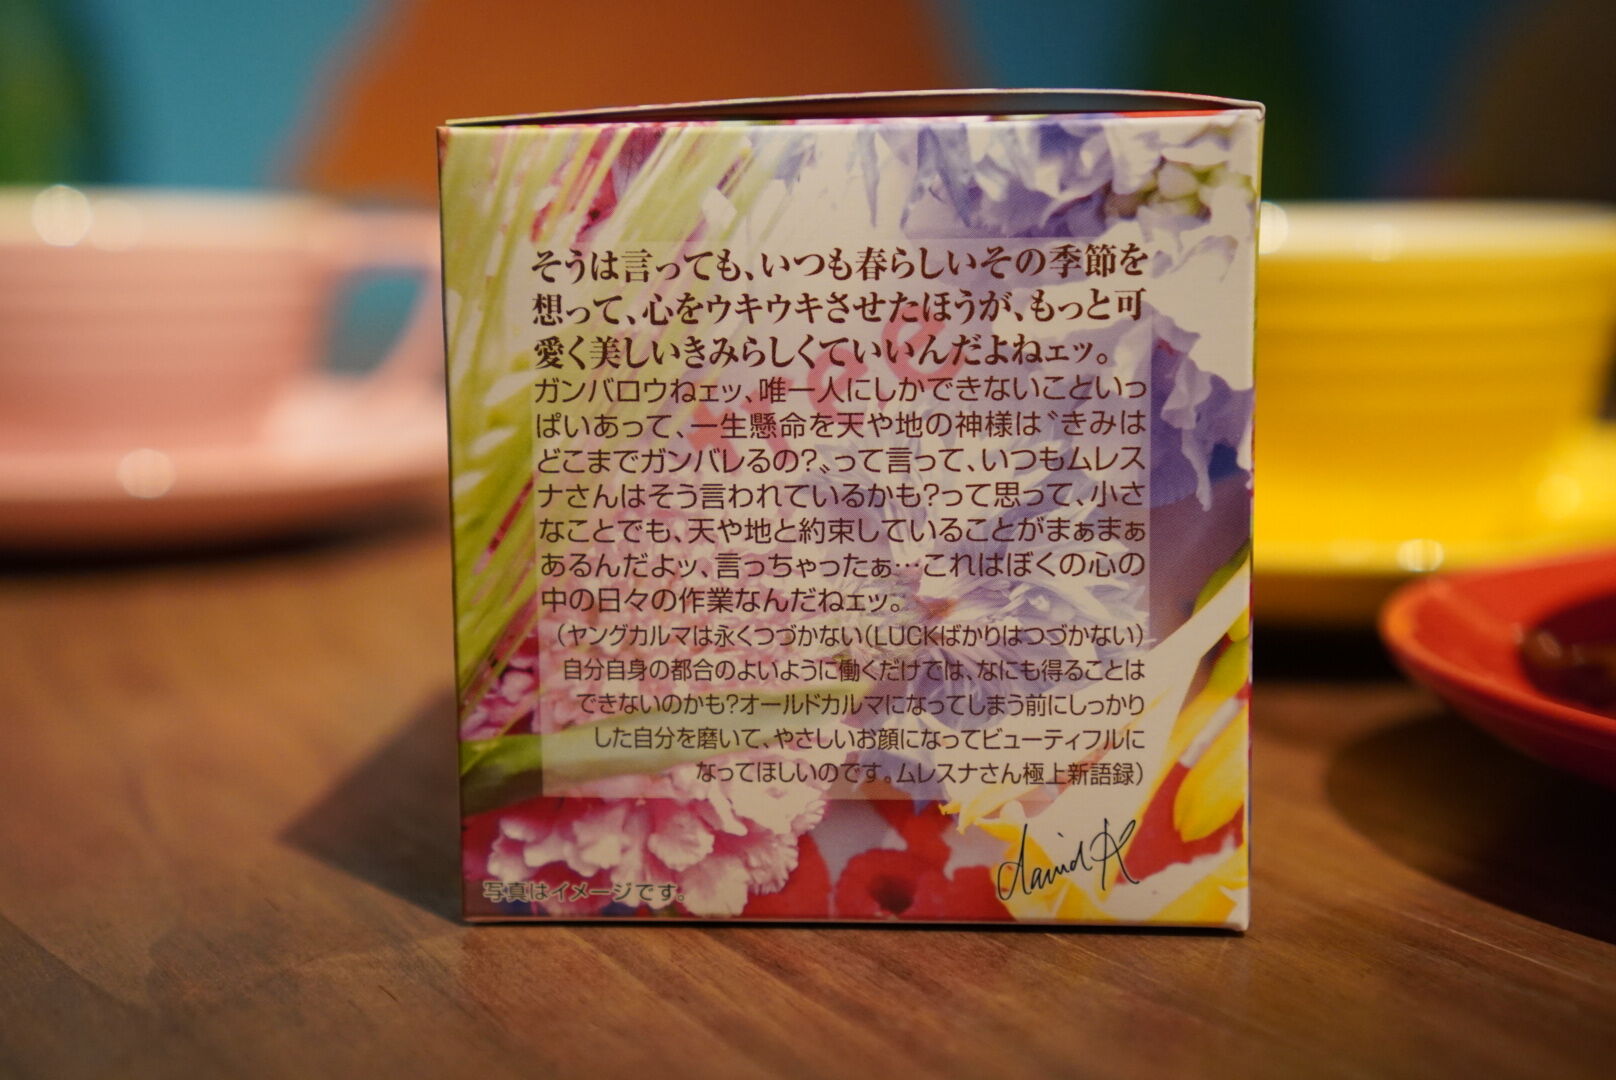 そうは言っても、いつも春らしいその季節を
想って、心をウキウキさせたほうが、もっと可
愛く美しいきみらしくていいんだよねェッ。
ガンバロウねェッ、唯一人にしかできないこといっ
ぱいあって、一生懸命を天や地の神様は〝きみは
どこまでガンバレるの?〟って言って、いつもムレス
ナさんはそう言われているかも?って思って、小さ
なことでも、天や地と約束していることがまぁまぁ
あるんだよッ、言っちゃったぁ…これはぼくの心の
中の日々の作業なんだねェッ。
(ヤングカルマは永くつづかない(LUCKばかりはつづかない)
自分自身の都合のよいように働くだけでは、なにも得ることは
できないのかも?オールドカルマになってしまう前にしっかり
した自分を磨いて、やさしいお顔になってビューティフルに
なってほしいのです。ムレスナさん極上新語録)
david K
写真はイメージです。